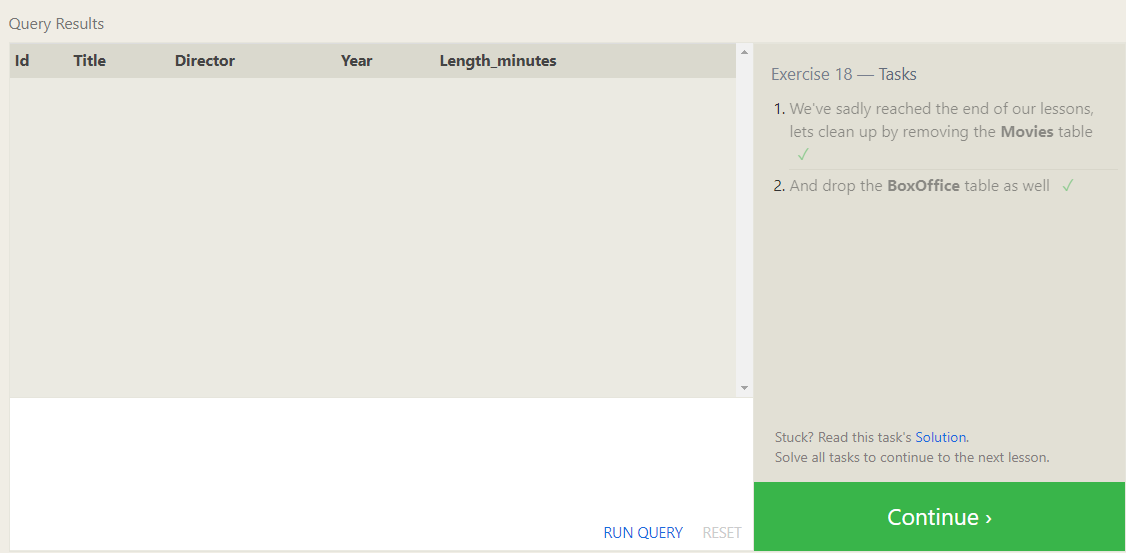 Query Results
Id Title Director Year Length_minutes
Exercise 18 — Tasks
1. We've sadly reached the end of our lessons,
lets clean up by removing the Movies table
✓
2. And drop the BoxOffice table as well ✓
Stuck? Read this task's Solution.
Solve all tasks to continue to the next lesson.
RUN QUERY RESET
Continue ›